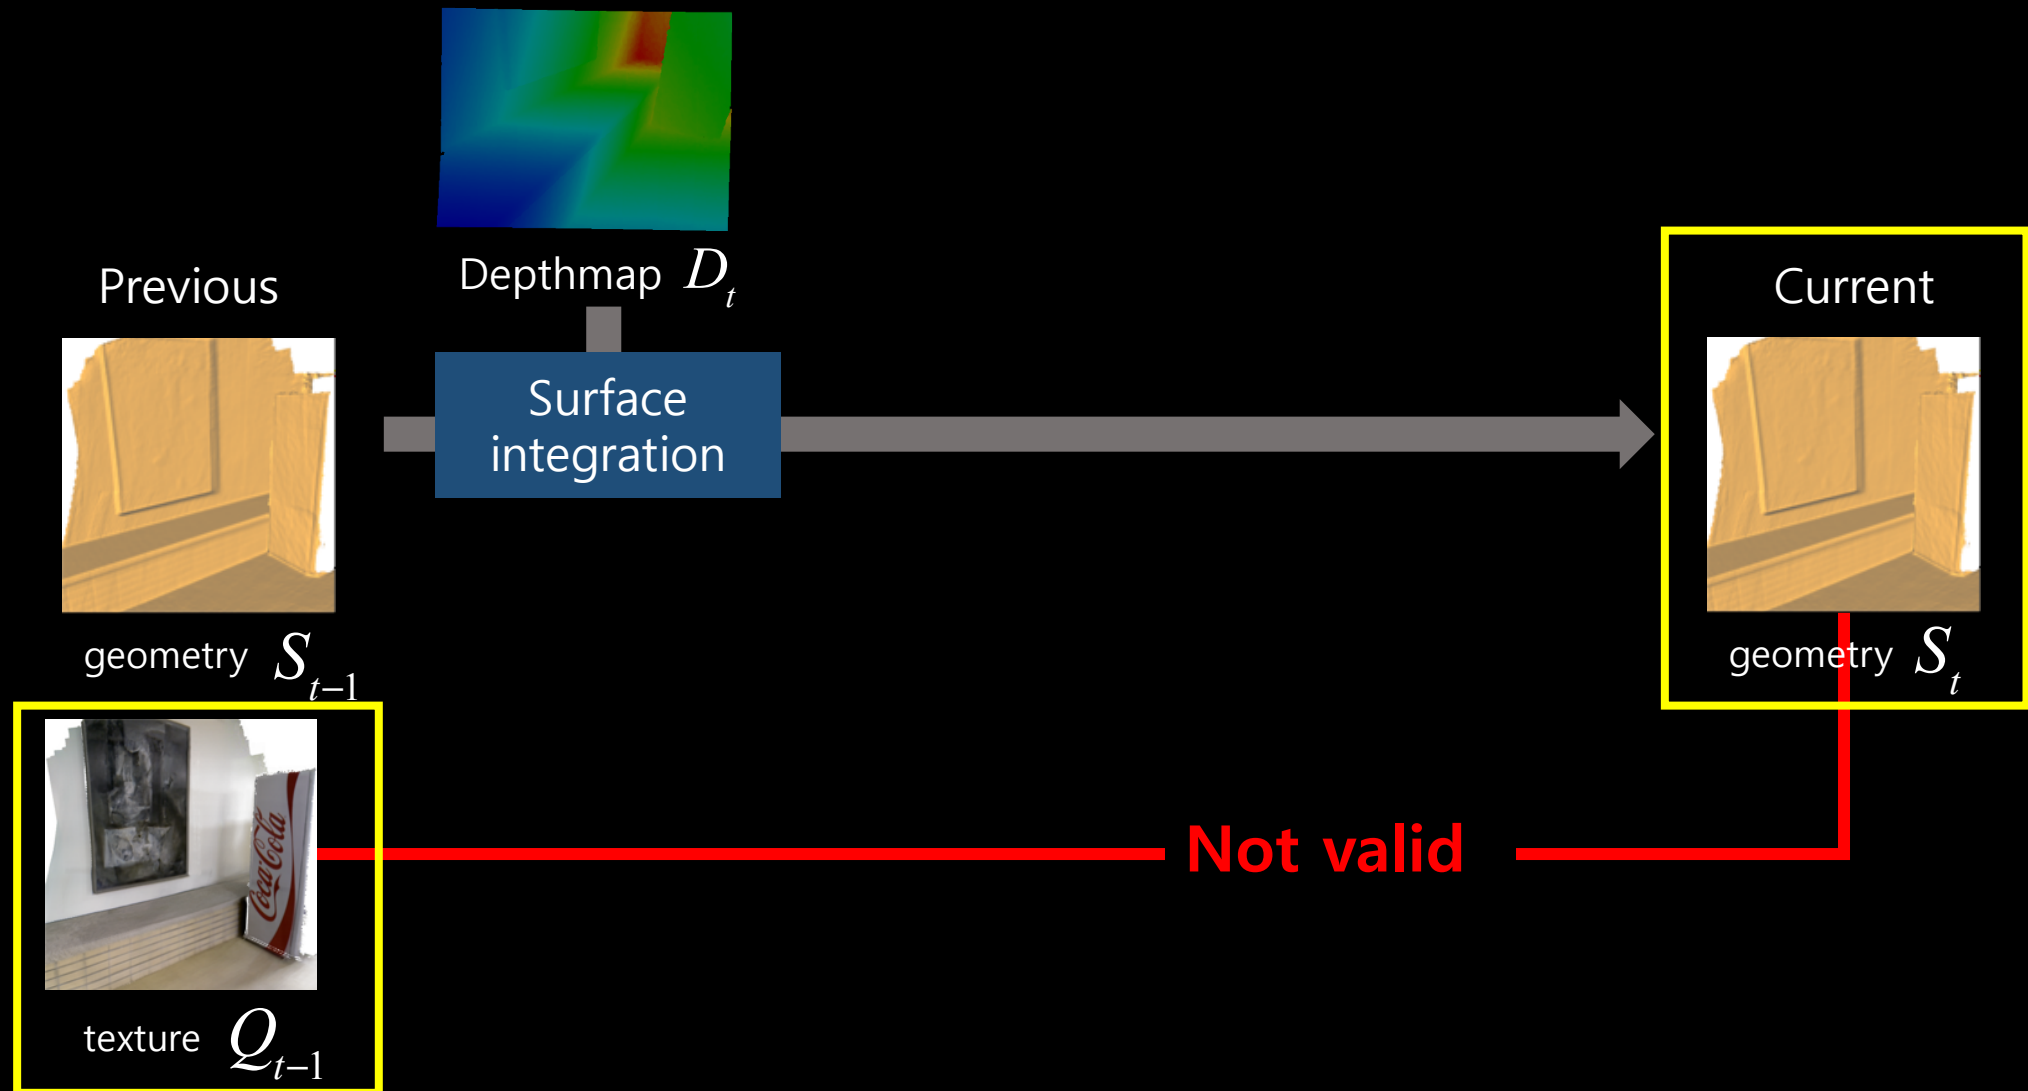 Depthmap D_t
Previous
Current
Surface
integration
geometry S_{t-1}
geometry S_t
Not valid
Coca-Cola
texture Q_{t-1}